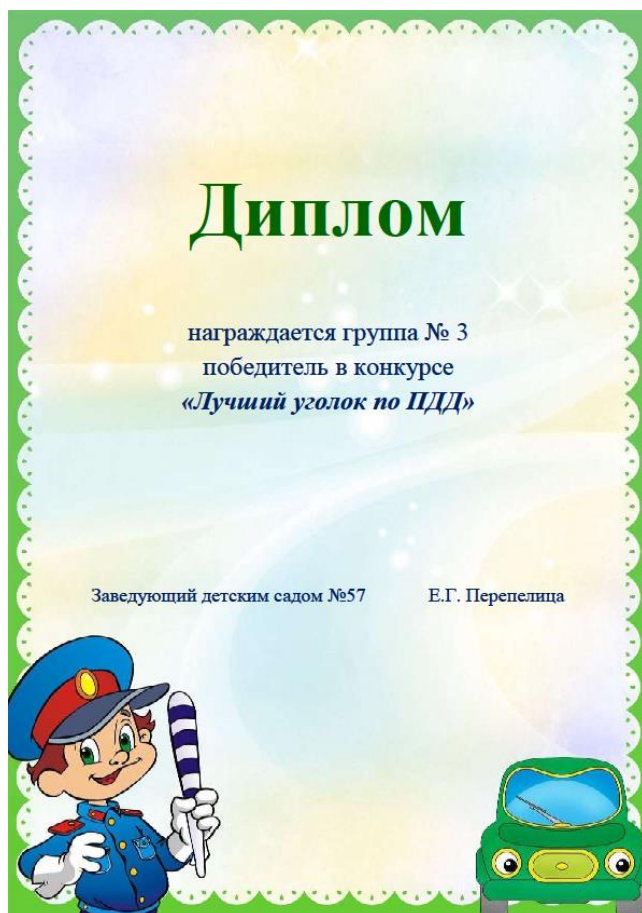 Диплом
награждается группа № 3
победитель в конкурсе
«Лучший уголок по ПДД»
Заведующий детским садом №57 Е.Г. Перепелица